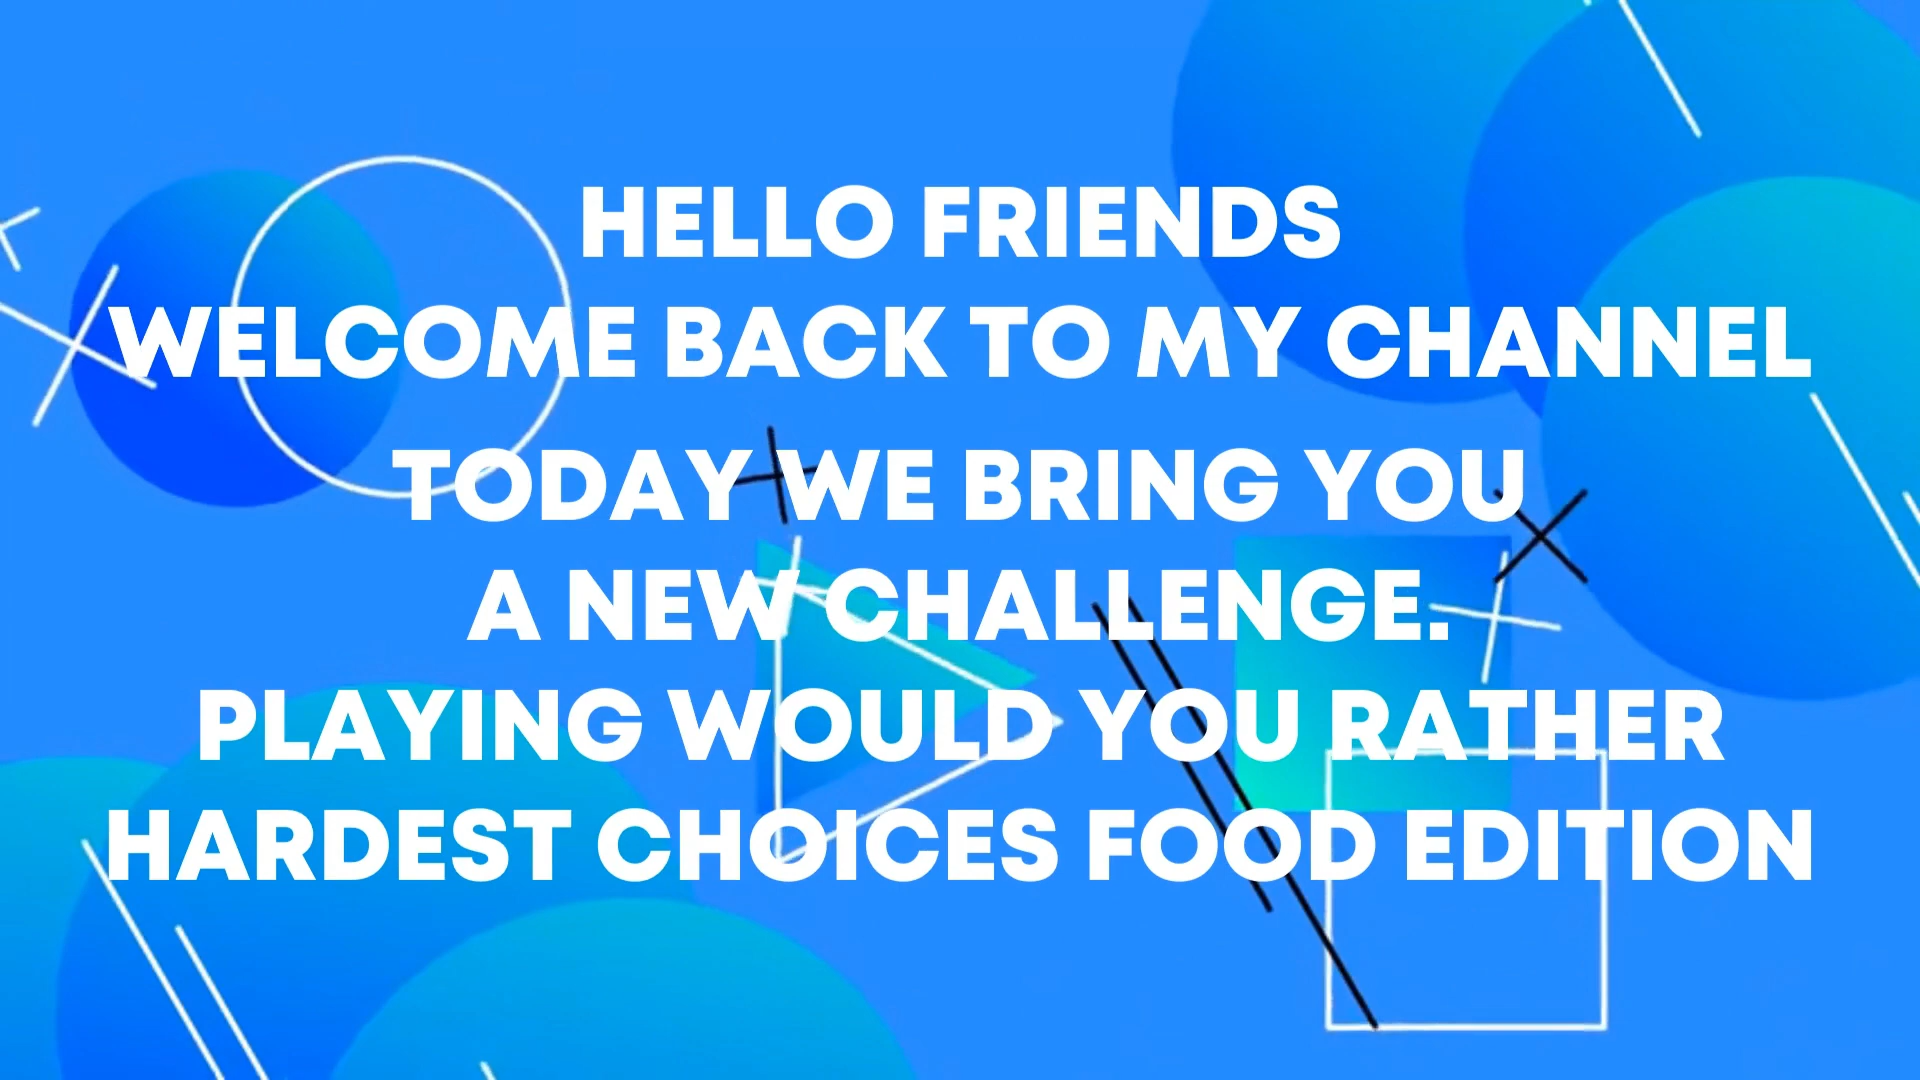 HELLO FRIENDS
WELCOME BACK TO MY CHANNEL
TODAY WE BRING YOU
A NEW CHALLENGE.
PLAYING WOULD YOU RATHER
HARDEST CHOICES FOOD EDITION